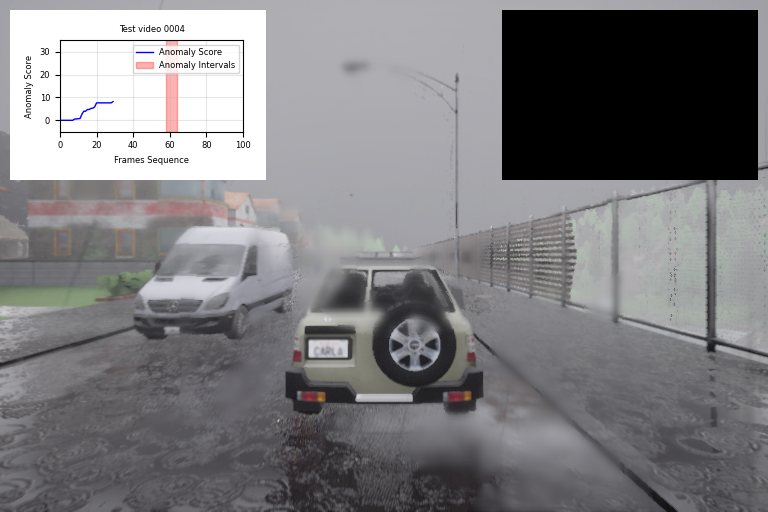 Test video 0004
Anomaly Score
30
20
10
0
Anomaly Score
Anomaly Intervals
0 20 40 60 80 100
Frames Sequence
CARLA